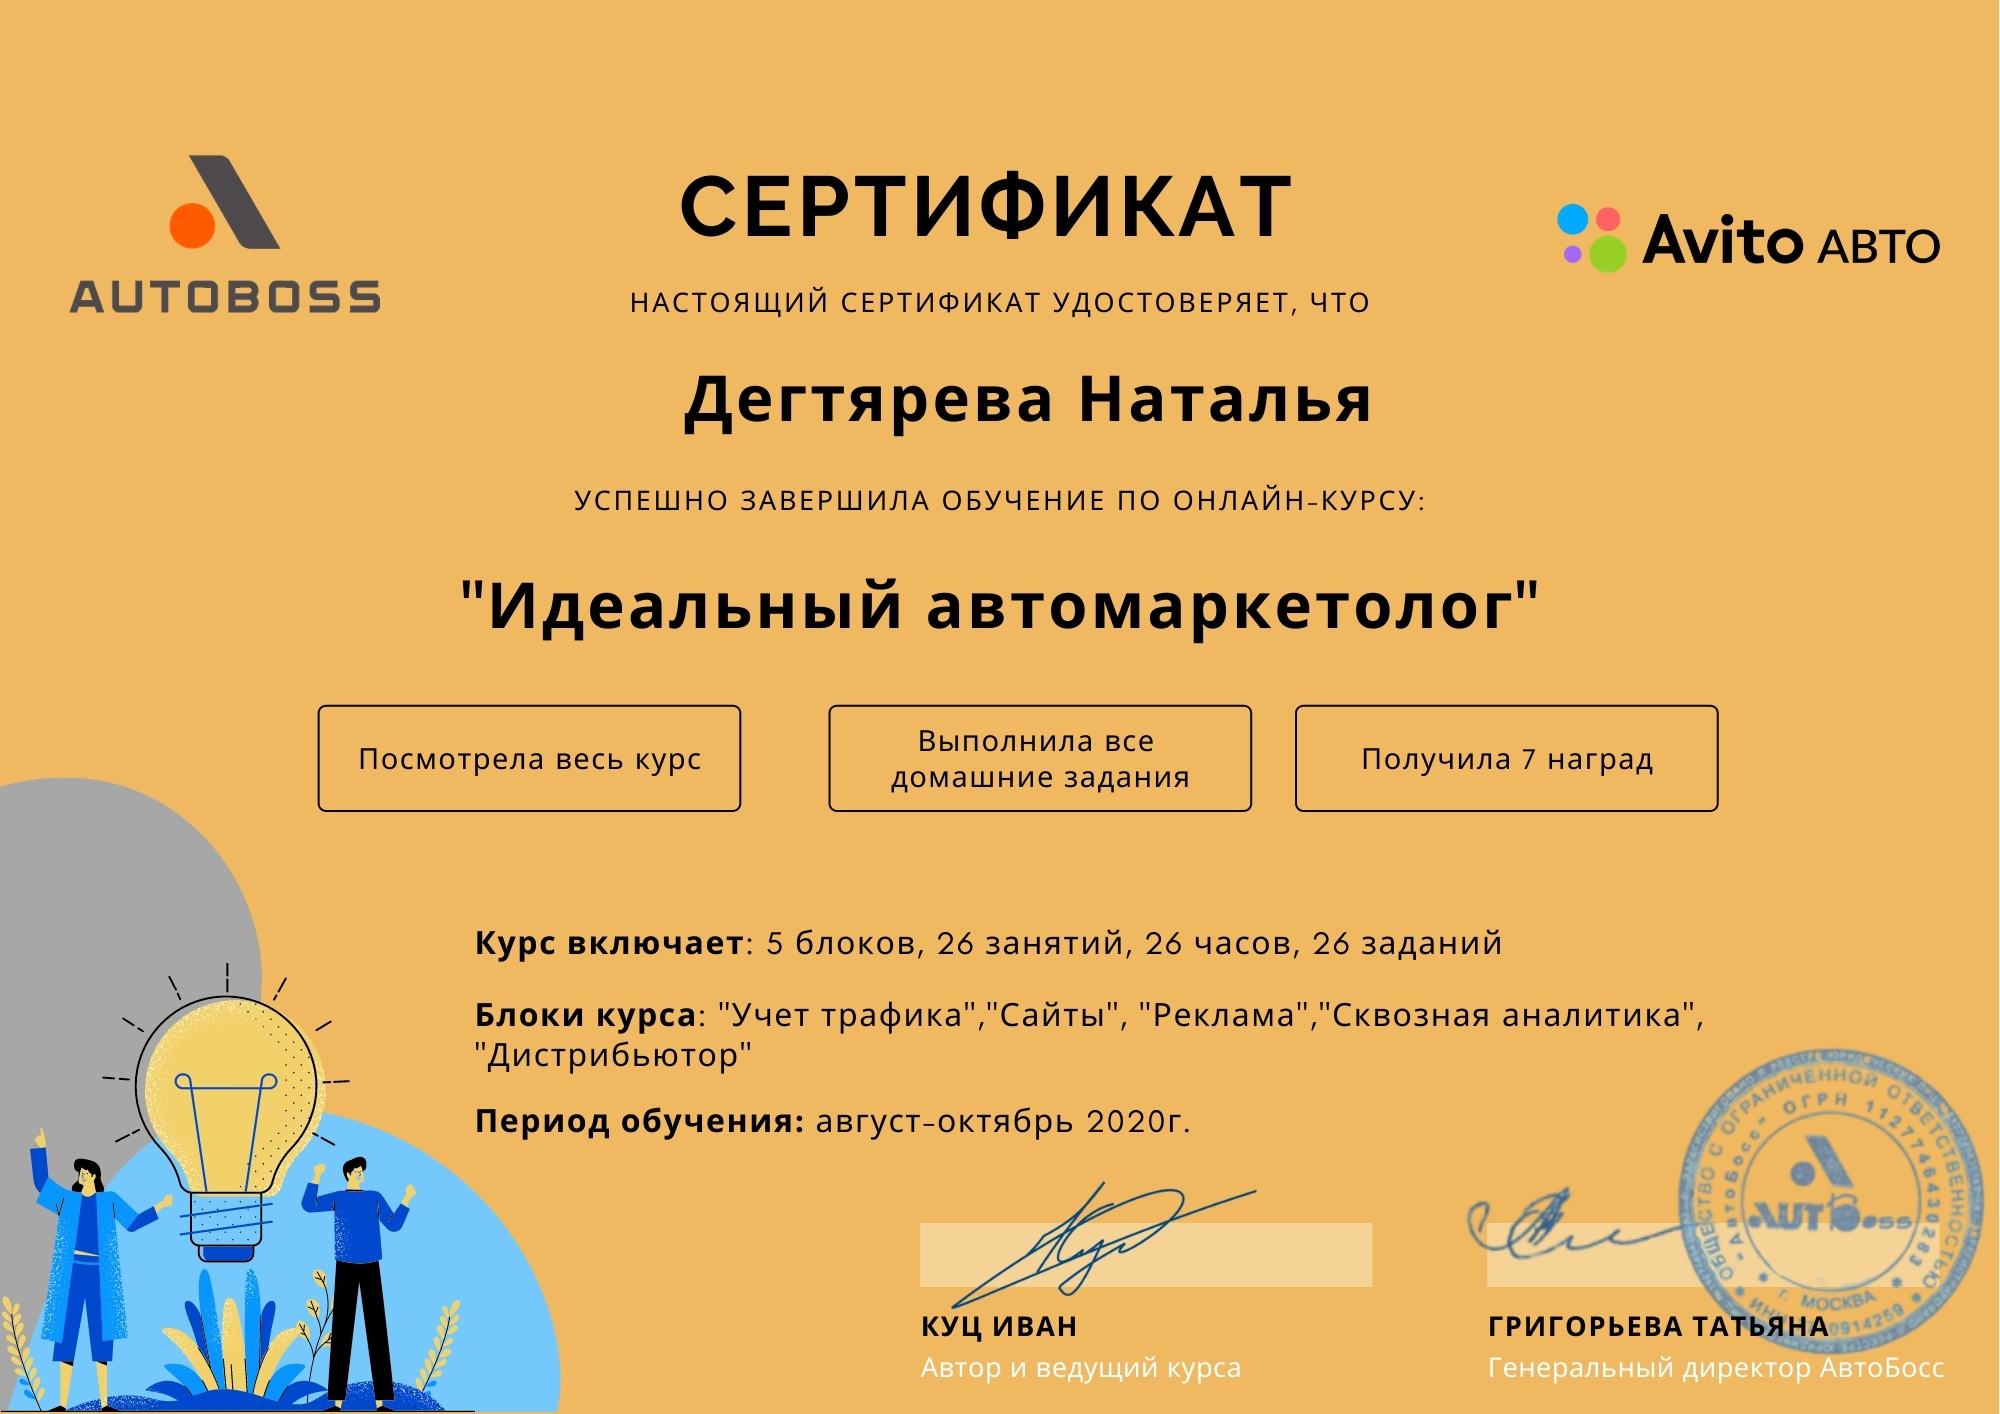 AUTOBOSS
СЕРТИФИКАТ
Avito АВТО
НАСТОЯЩИЙ СЕРТИФИКАТ УДОСТОВЕРЯЕТ, ЧТО
Дегтярева Наталья
УСПЕШНО ЗАВЕРШИЛА ОБУЧЕНИЕ ПО ОНЛАЙН-КУРСУ:
"Идеальный автомаркетолог"
Посмотрела весь курс
Выполнила все
домашние задания
Получила 7 наград
Курс включает: 5 блоков, 26 занятий, 26 часов, 26 заданий
Блоки курса: "Учет трафика","Сайты", "Реклама","Сквозная аналитика",
"Дистрибьютор"
Период обучения: август-октябрь 2020г.
ОБЩЕСТВО С ОГРАНИЧЕННОЙ ОТВЕТСТВЕННОСТЬЮ
"АвтоБосс" ОГРН 1127746430283
AUTOBoss
г. МОСКВА
КУЦ ИВАН
Автор и ведущий курса
ГРИГОРЬЕВА ТАТЬЯНА
Генеральный директор АвтоБосс